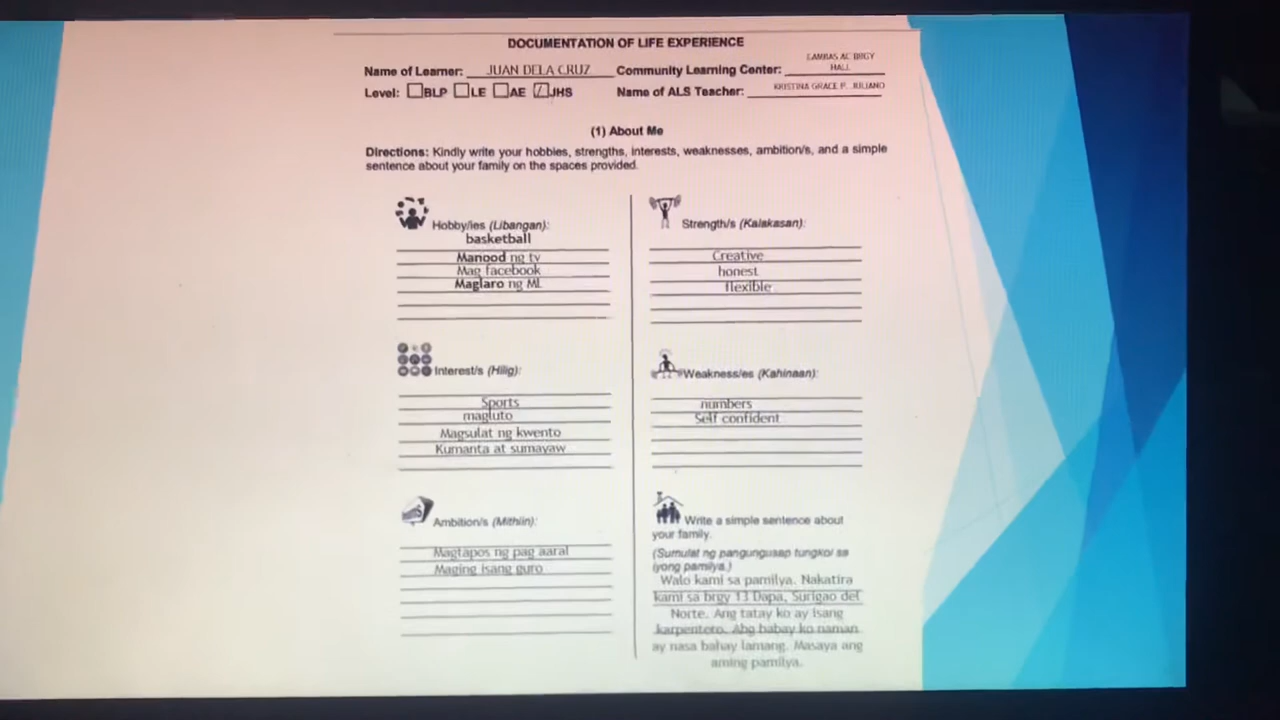 DOCUMENTATION OF LIFE EXPERIENCE
Name of Learner: JUAN DELA CRUZ Community Learning Center: CAMBAS AC BRGY HALL
Level: BLP LE AE / JHS Name of ALS Teacher: KRISTINA GRACE P. JULIANO
(1) About Me
Directions: Kindly write your hobbies, strengths, interests, weaknesses, ambition/s, and a simple
sentence about your family on the spaces provided.
Hobby/ies (Libangan):
basketball
Manood ng tv
Mag facebook
Maglaro ng ML
Strength/s (Kalakasan):
Creative
honest
flexible
Interest/s (Hilig):
Sports
magluto
Magsulat ng kwento
Kumanta at sumayaw
Weakness/es (Kahinaan):
numbers
Self confident
Ambition/s (Mithiin):
Magtapos ng pag aaral
Maging isang guro
Write a simple sentence about
your family.
(Sumulat ng pangungusap tungkol sa
iyong pamilya.)
Walo kami sa pamilya. Nakatira
kami sa brgy 13 Dapa, Surigao del
Norte. Ang tatay ko ay isang
karpentero. Abg babay ko naman
ay nasa bahay lamang. Masaya ang
aming pamilya.